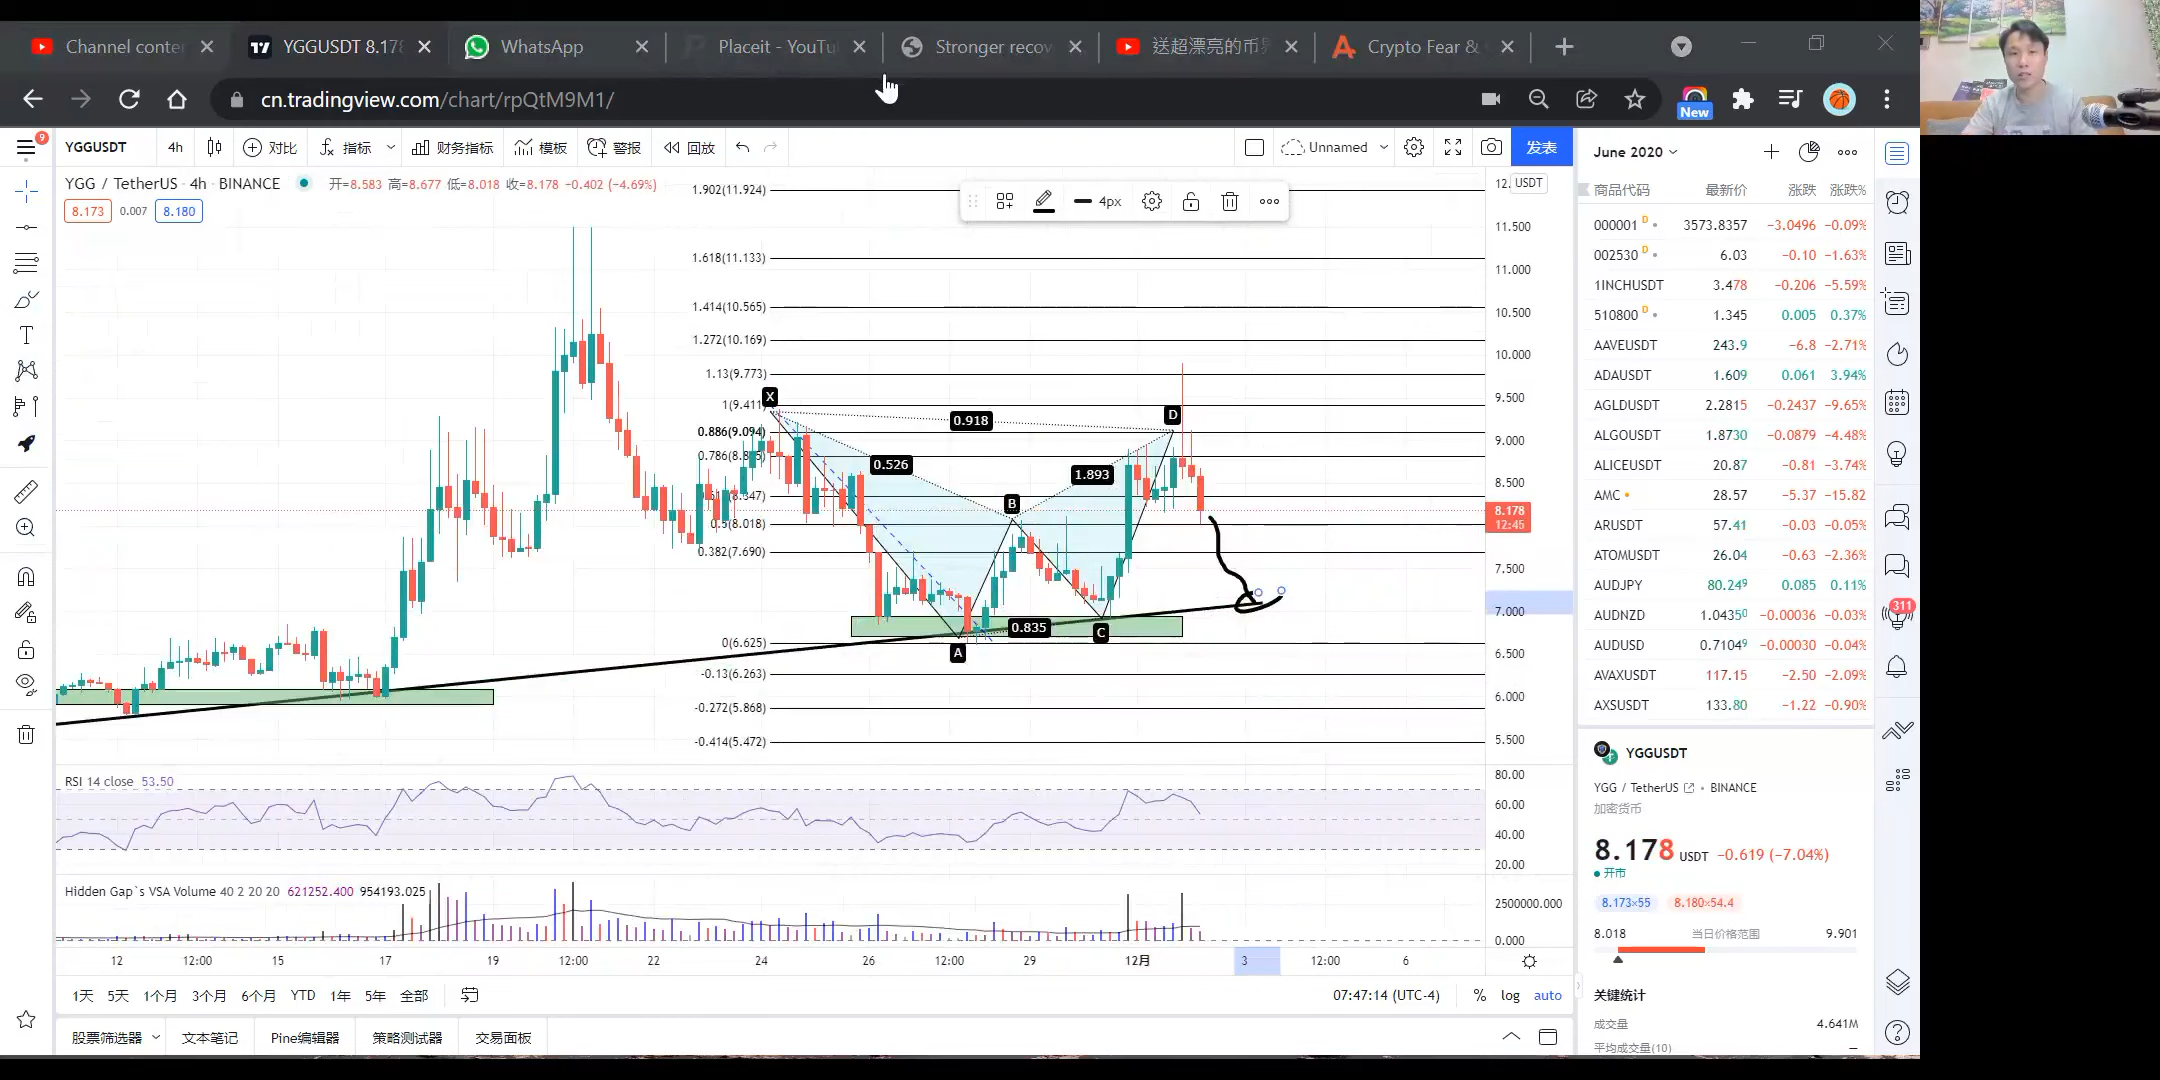 Channel conte
YGGUSDT 8.178
WhatsApp
Placeit - YouTu
Stronger reco
送超漂亮的币
Crypto Fear &
cn.tradingview.com/chart/rpQtM9M1/
New
9
YGGUSDT
4h
对比
指标
财务指标
模板
警报
回放
Unnamed
发表
YGG / TetherUS · 4h · BINANCE
开=8.583 高=8.677 低=8.018 收=8.178 −0.402 (−4.69%)
8.173
0.007
8.180
4px
USDT
1.902(11.924)
1.618(11.133)
1.414(10.565)
1.272(10.169)
1.13(9.773)
1(9.411)
0.886(9.094)
0.5(8.018)
0.382(7.690)
0(6.625)
-0.13(6.263)
-0.272(5.868)
-0.414(5.472)
X
0.918
D
0.526
1.893
B
0.835
A
C
11.500
11.000
10.500
10.000
9.500
9.000
8.500
8.178
12:45
7.500
7.000
6.500
6.000
5.500
RSI 14 close 53.50
80.00
60.00
40.00
20.00
Hidden Gap`s VSA Volume 40 2 20 20 621252.400 954193.025
2500000.000
0.000
12 12:00 15 17 19 12:00 22 24 26 12:00 29 12月 3 12:00 6
1天 5天 1个月 3个月 6个月 YTD 1年 5年 全部
07:47:14 (UTC-4) % log auto
股票筛选器 文本笔记 Pine编辑器 策略测试器 交易面板
June 2020
商品代码 最新价 涨跌 涨跌%
000001 D 3573.8357 −3.0496 −0.09%
002530 D 6.03 −0.10 −1.63%
1INCHUSDT 3.478 −0.206 −5.59%
510800 D 1.345 0.005 0.37%
AAVEUSDT 243.9 −6.8 −2.71%
ADAUSDT 1.609 0.061 3.94%
AGLDUSDT 2.2815 −0.2437 −9.65%
ALGOUSDT 1.8730 −0.0879 −4.48%
ALICEUSDT 20.87 −0.81 −3.74%
AMC 28.57 −5.37 −15.82
ARUSDT 57.41 −0.03 −0.05%
ATOMUSDT 26.04 −0.63 −2.36%
AUDJPY 80.249 0.085 0.11%
AUDNZD 1.04350 −0.00036 −0.03%
AUDUSD 0.71049 −0.00030 −0.04%
AVAXUSDT 117.15 −2.50 −2.09%
AXSUSDT 133.80 −1.22 −0.90%
311
YGGUSDT
YGG / TetherUS · BINANCE
加密货币
8.178 USDT −0.619 (−7.04%)
开市
8.173×55 8.180×54.4
8.018 当日价格范围 9.901
关键统计
成交量 4.641M
平均成交量(10) —